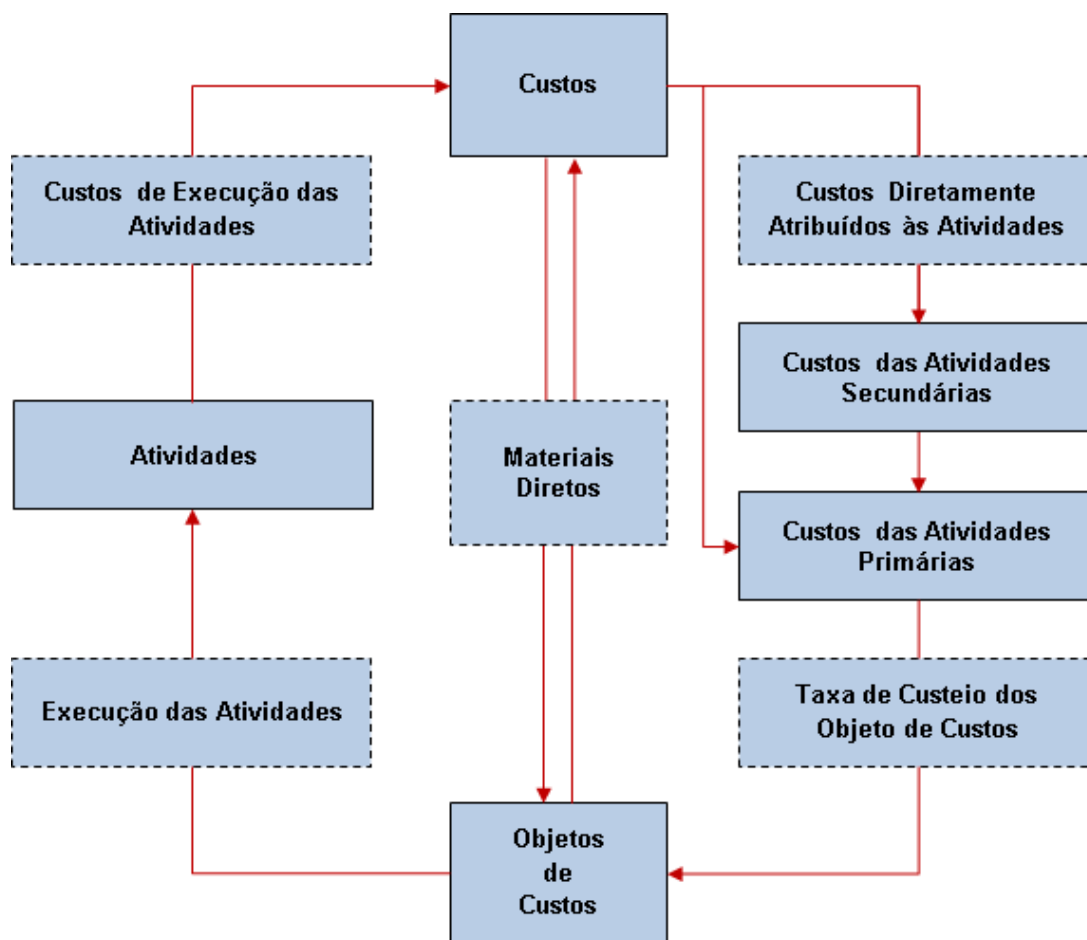 Custos
Custos de Execução das
Atividades
Custos Diretamente
Atribuídos às Atividades
Custos das Atividades
Secundárias
Atividades
Materiais
Diretos
Custos das Atividades
Primárias
Execução das Atividades
Taxa de Custeio dos
Objeto de Custos
Objetos
de
Custos